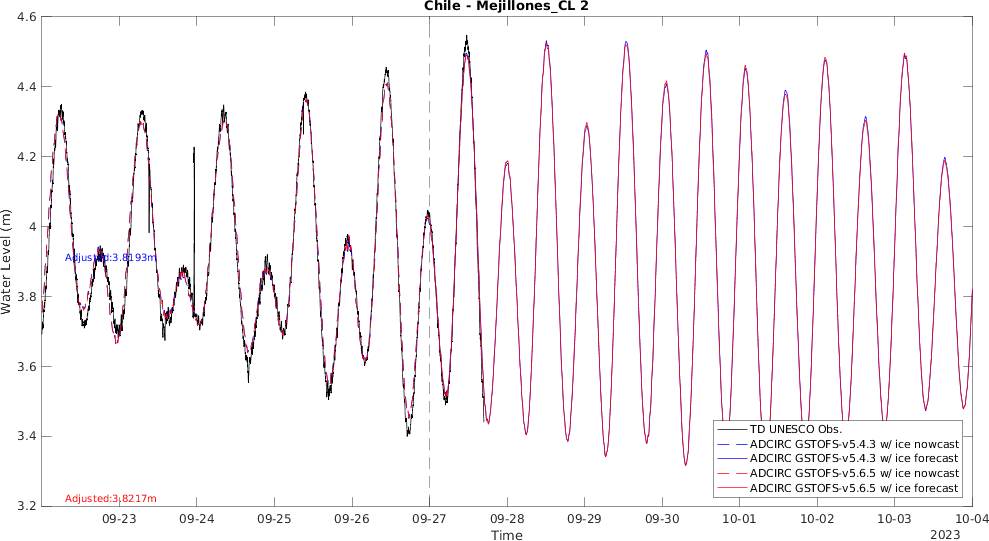 Chile - Mejillones_CL 2
4.6
4.4
4.2
4
3.8
3.6
3.4
3.2
Water Level (m)
Adjusted:3.8193m
Adjusted:3.8217m
TD UNESCO Obs.
ADCIRC GSTOFS-v5.4.3 w/ ice nowcast
ADCIRC GSTOFS-v5.4.3 w/ ice forecast
ADCIRC GSTOFS-v5.6.5 w/ ice nowcast
ADCIRC GSTOFS-v5.6.5 w/ ice forecast
09-23 09-24 09-25 09-26 09-27 09-28 09-29 09-30 10-01 10-02 10-03 10-04
Time
2023